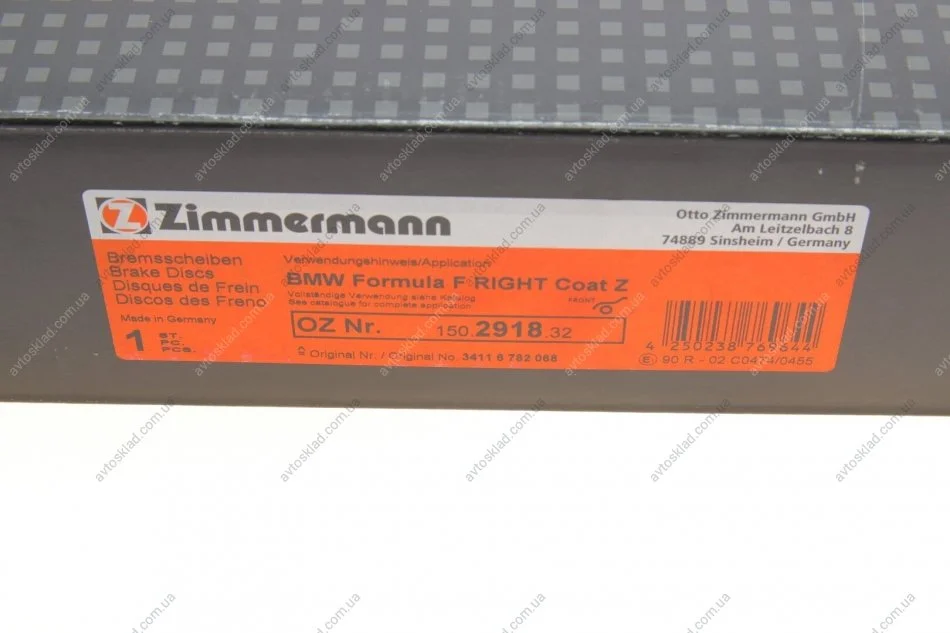 Zimmermann
Otto Zimmermann GmbH
Am Leitzelbach 8
74889 Sinsheim / Germany
Bremsscheiben
Brake Discs
Disques de Frein
Discos des Freno
Made in Germany
1 ST.
PC.
PCS.
Verwendungshinweis/Application
BMW Formula F RIGHT Coat Z
Vollständige Verwendung siehe Katalog
See catalogue for complete application
FRONT
OZ Nr. 150.2918.32
Original Nr. / Original No. 3411 6 782 088
4 250238 769644
E 90 R - 02 C0474/0455
avtosklad.com.ua